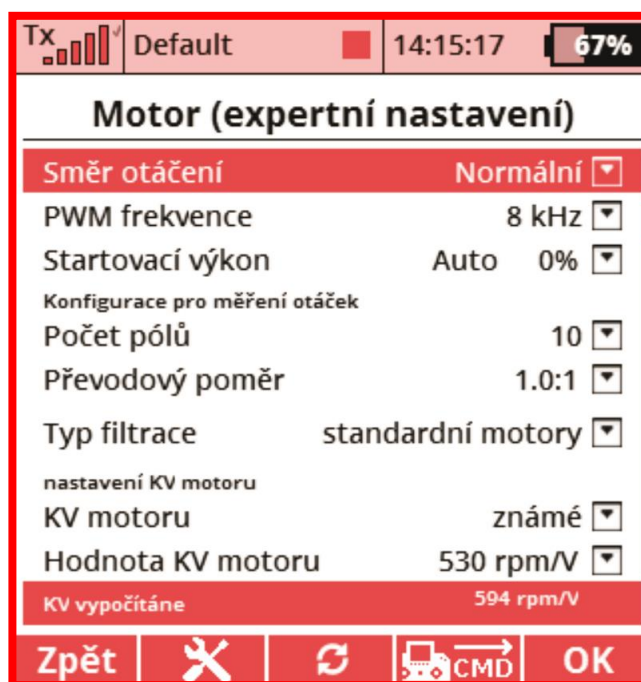 Tx Default 14:15:17 67%
Motor (expertní nastavení)
Směr otáčení Normální
PWM frekvence 8 kHz
Startovací výkon Auto 0%
Konfigurace pro měření otáček
Počet pólů 10
Převodový poměr 1.0:1
Typ filtrace standardní motory
nastavení KV motoru
KV motoru známé
Hodnota KV motoru 530 rpm/V
KV vypočítáne 594 rpm/V
Zpět CMD OK